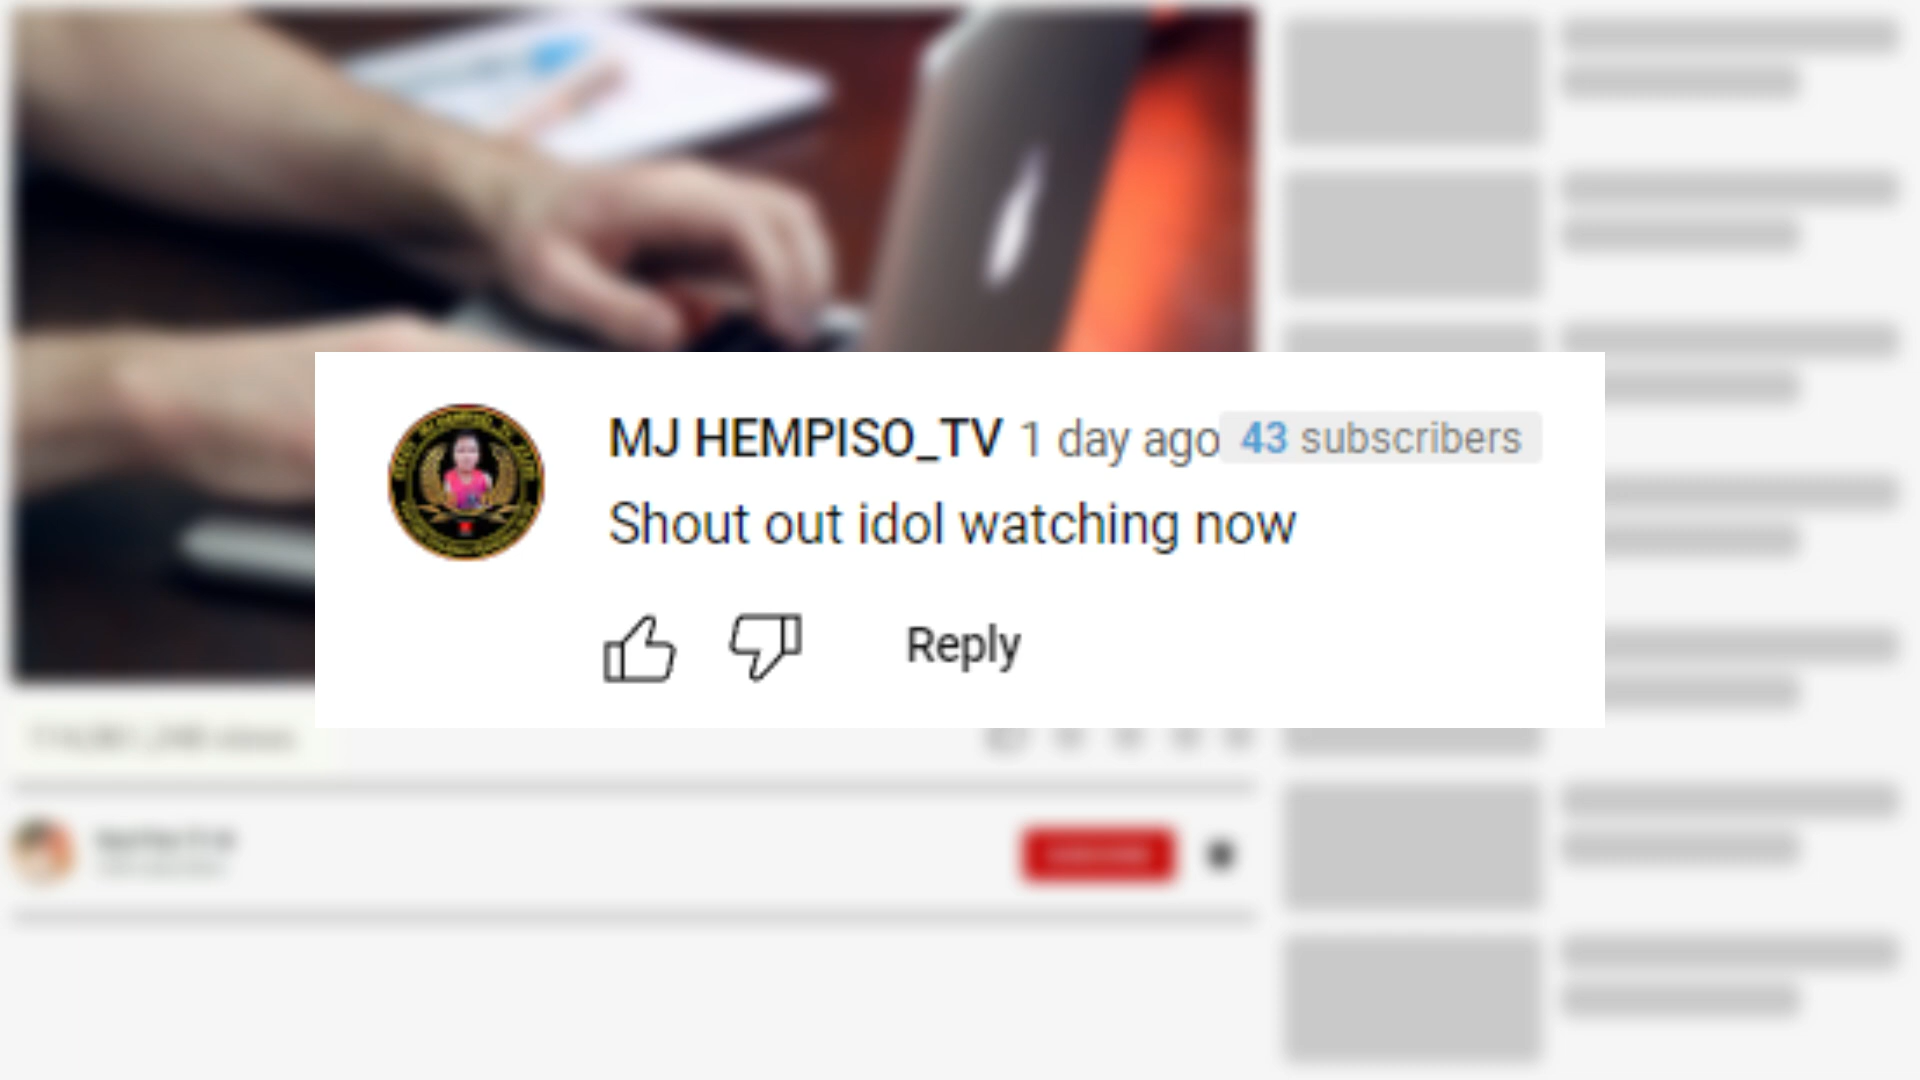 MJ HEMPISO_TV 1 day ago 43 subscribers
Shout out idol watching now
Reply